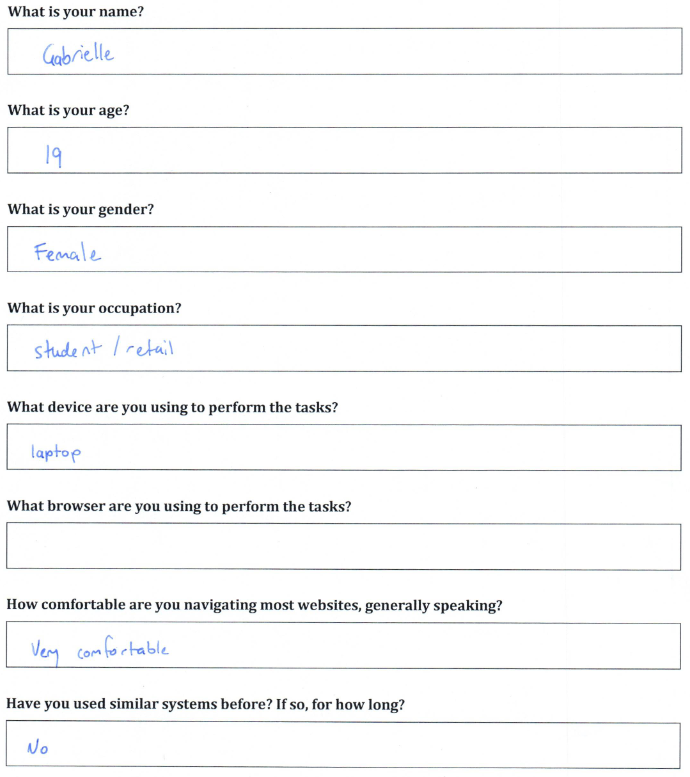 What is your name?
Gabrielle
What is your age?
19
What is your gender?
Female
What is your occupation?
student / retail
What device are you using to perform the tasks?
laptop
What browser are you using to perform the tasks?
How comfortable are you navigating most websites, generally speaking?
Very comfortable
Have you used similar systems before? If so, for how long?
No